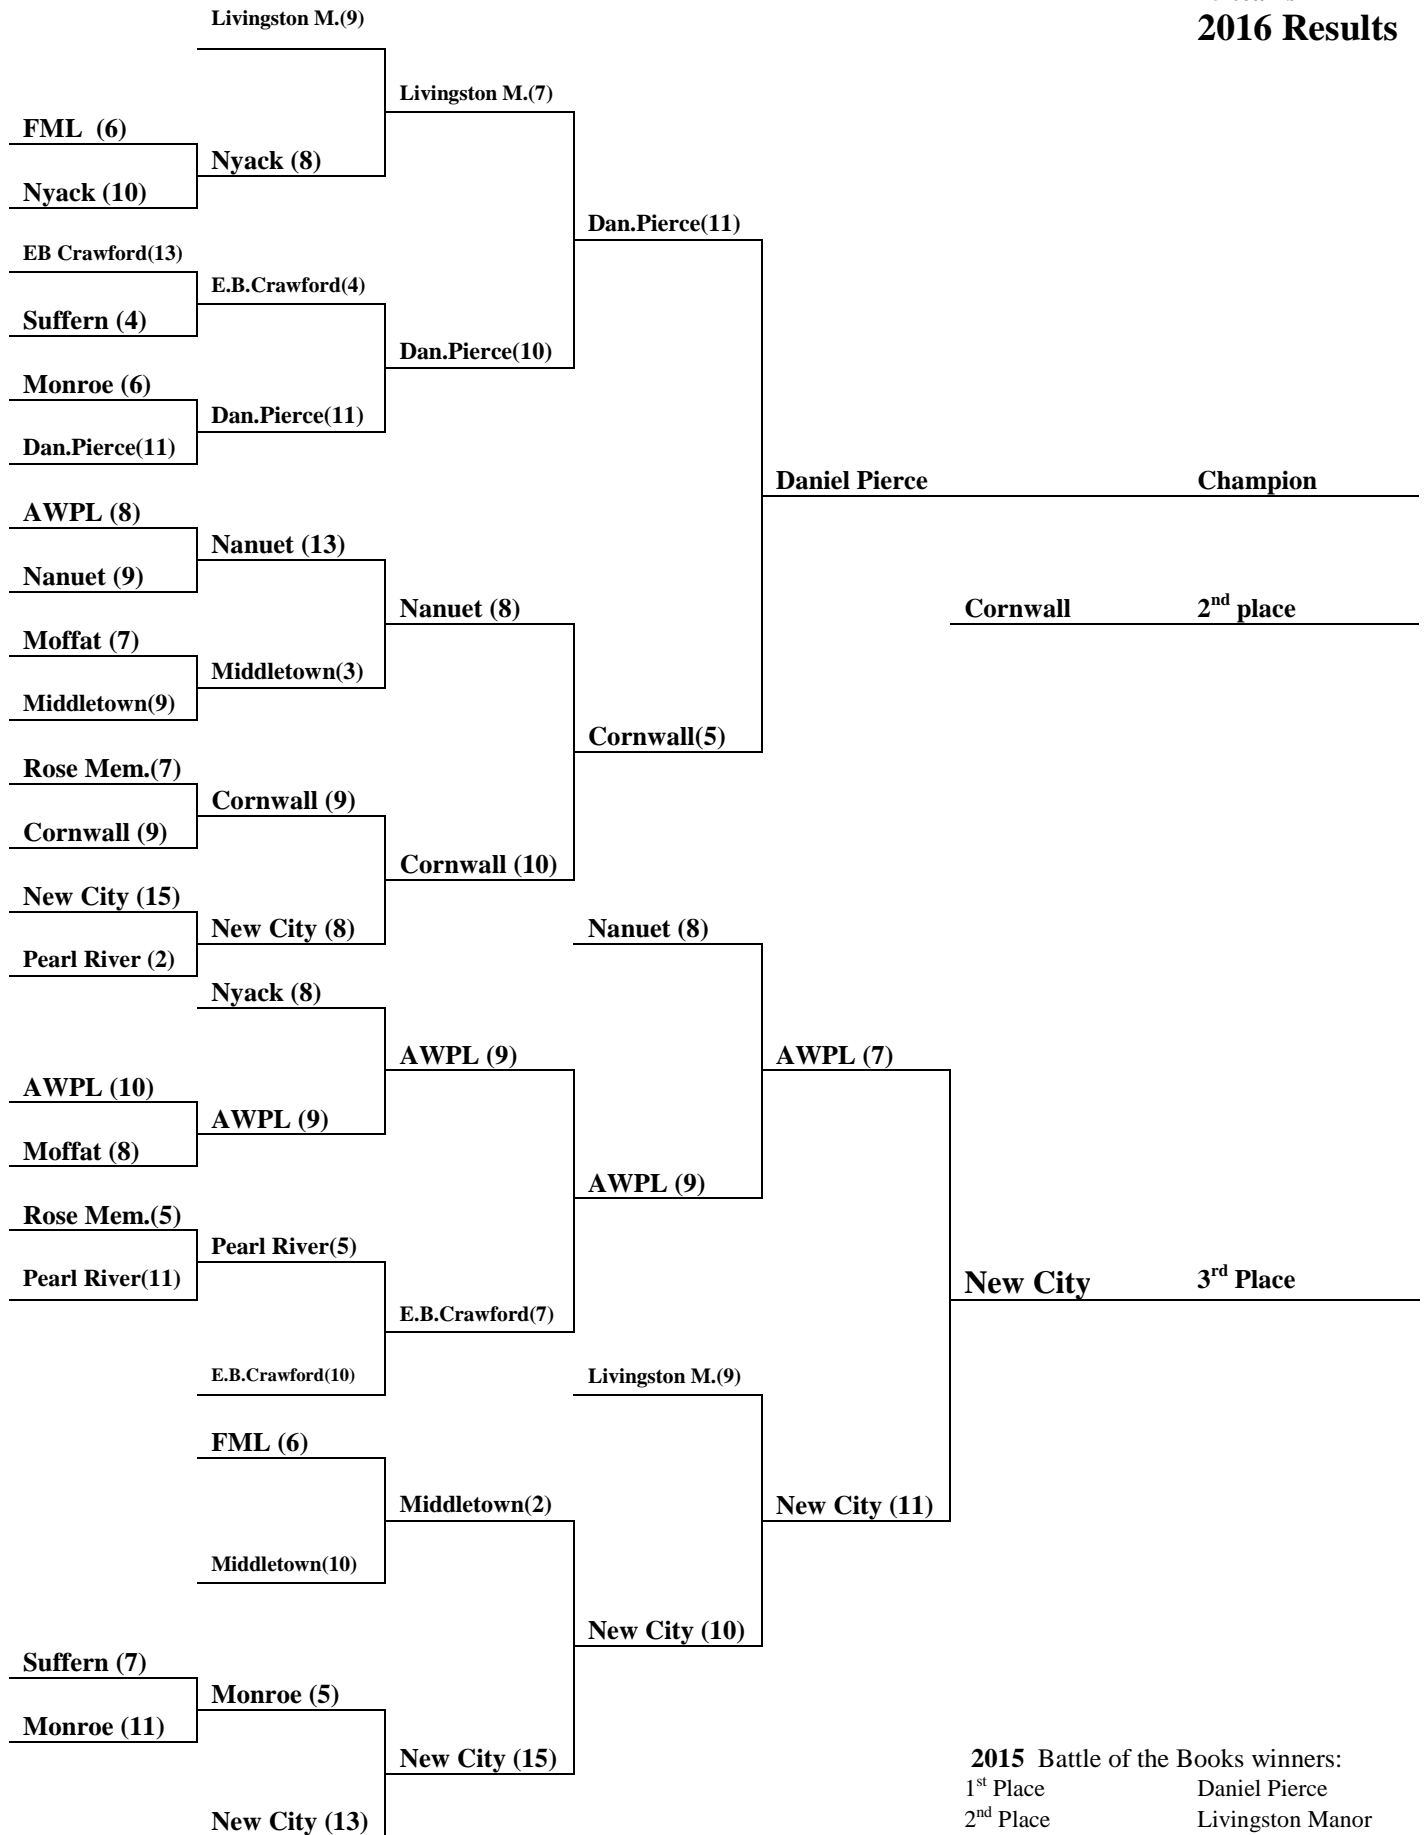 Livingston M.(9)
2016 Results
Livingston M.(7)
FML (6)
Nyack (8)
Nyack (10)
Dan.Pierce(11)
EB Crawford(13)
E.B.Crawford(4)
Suffern (4)
Dan.Pierce(10)
Monroe (6)
Dan.Pierce(11)
Dan.Pierce(11)
Daniel Pierce Champion
AWPL (8)
Nanuet (13)
Nanuet (9)
Nanuet (8)
Cornwall 2nd place
Moffat (7)
Middletown(3)
Middletown(9)
Cornwall(5)
Rose Mem.(7)
Cornwall (9)
Cornwall (9)
Cornwall (10)
New City (15)
New City (8)
Nanuet (8)
Pearl River (2)
Nyack (8)
AWPL (9)
AWPL (7)
AWPL (10)
AWPL (9)
Moffat (8)
AWPL (9)
Rose Mem.(5)
Pearl River(5)
Pearl River(11)
New City 3rd Place
E.B.Crawford(7)
E.B.Crawford(10)
Livingston M.(9)
FML (6)
Middletown(2)
New City (11)
Middletown(10)
New City (10)
Suffern (7)
Monroe (5)
Monroe (11)
New City (15)
2015 Battle of the Books winners:
1st Place Daniel Pierce
2nd Place Livingston Manor
New City (13)